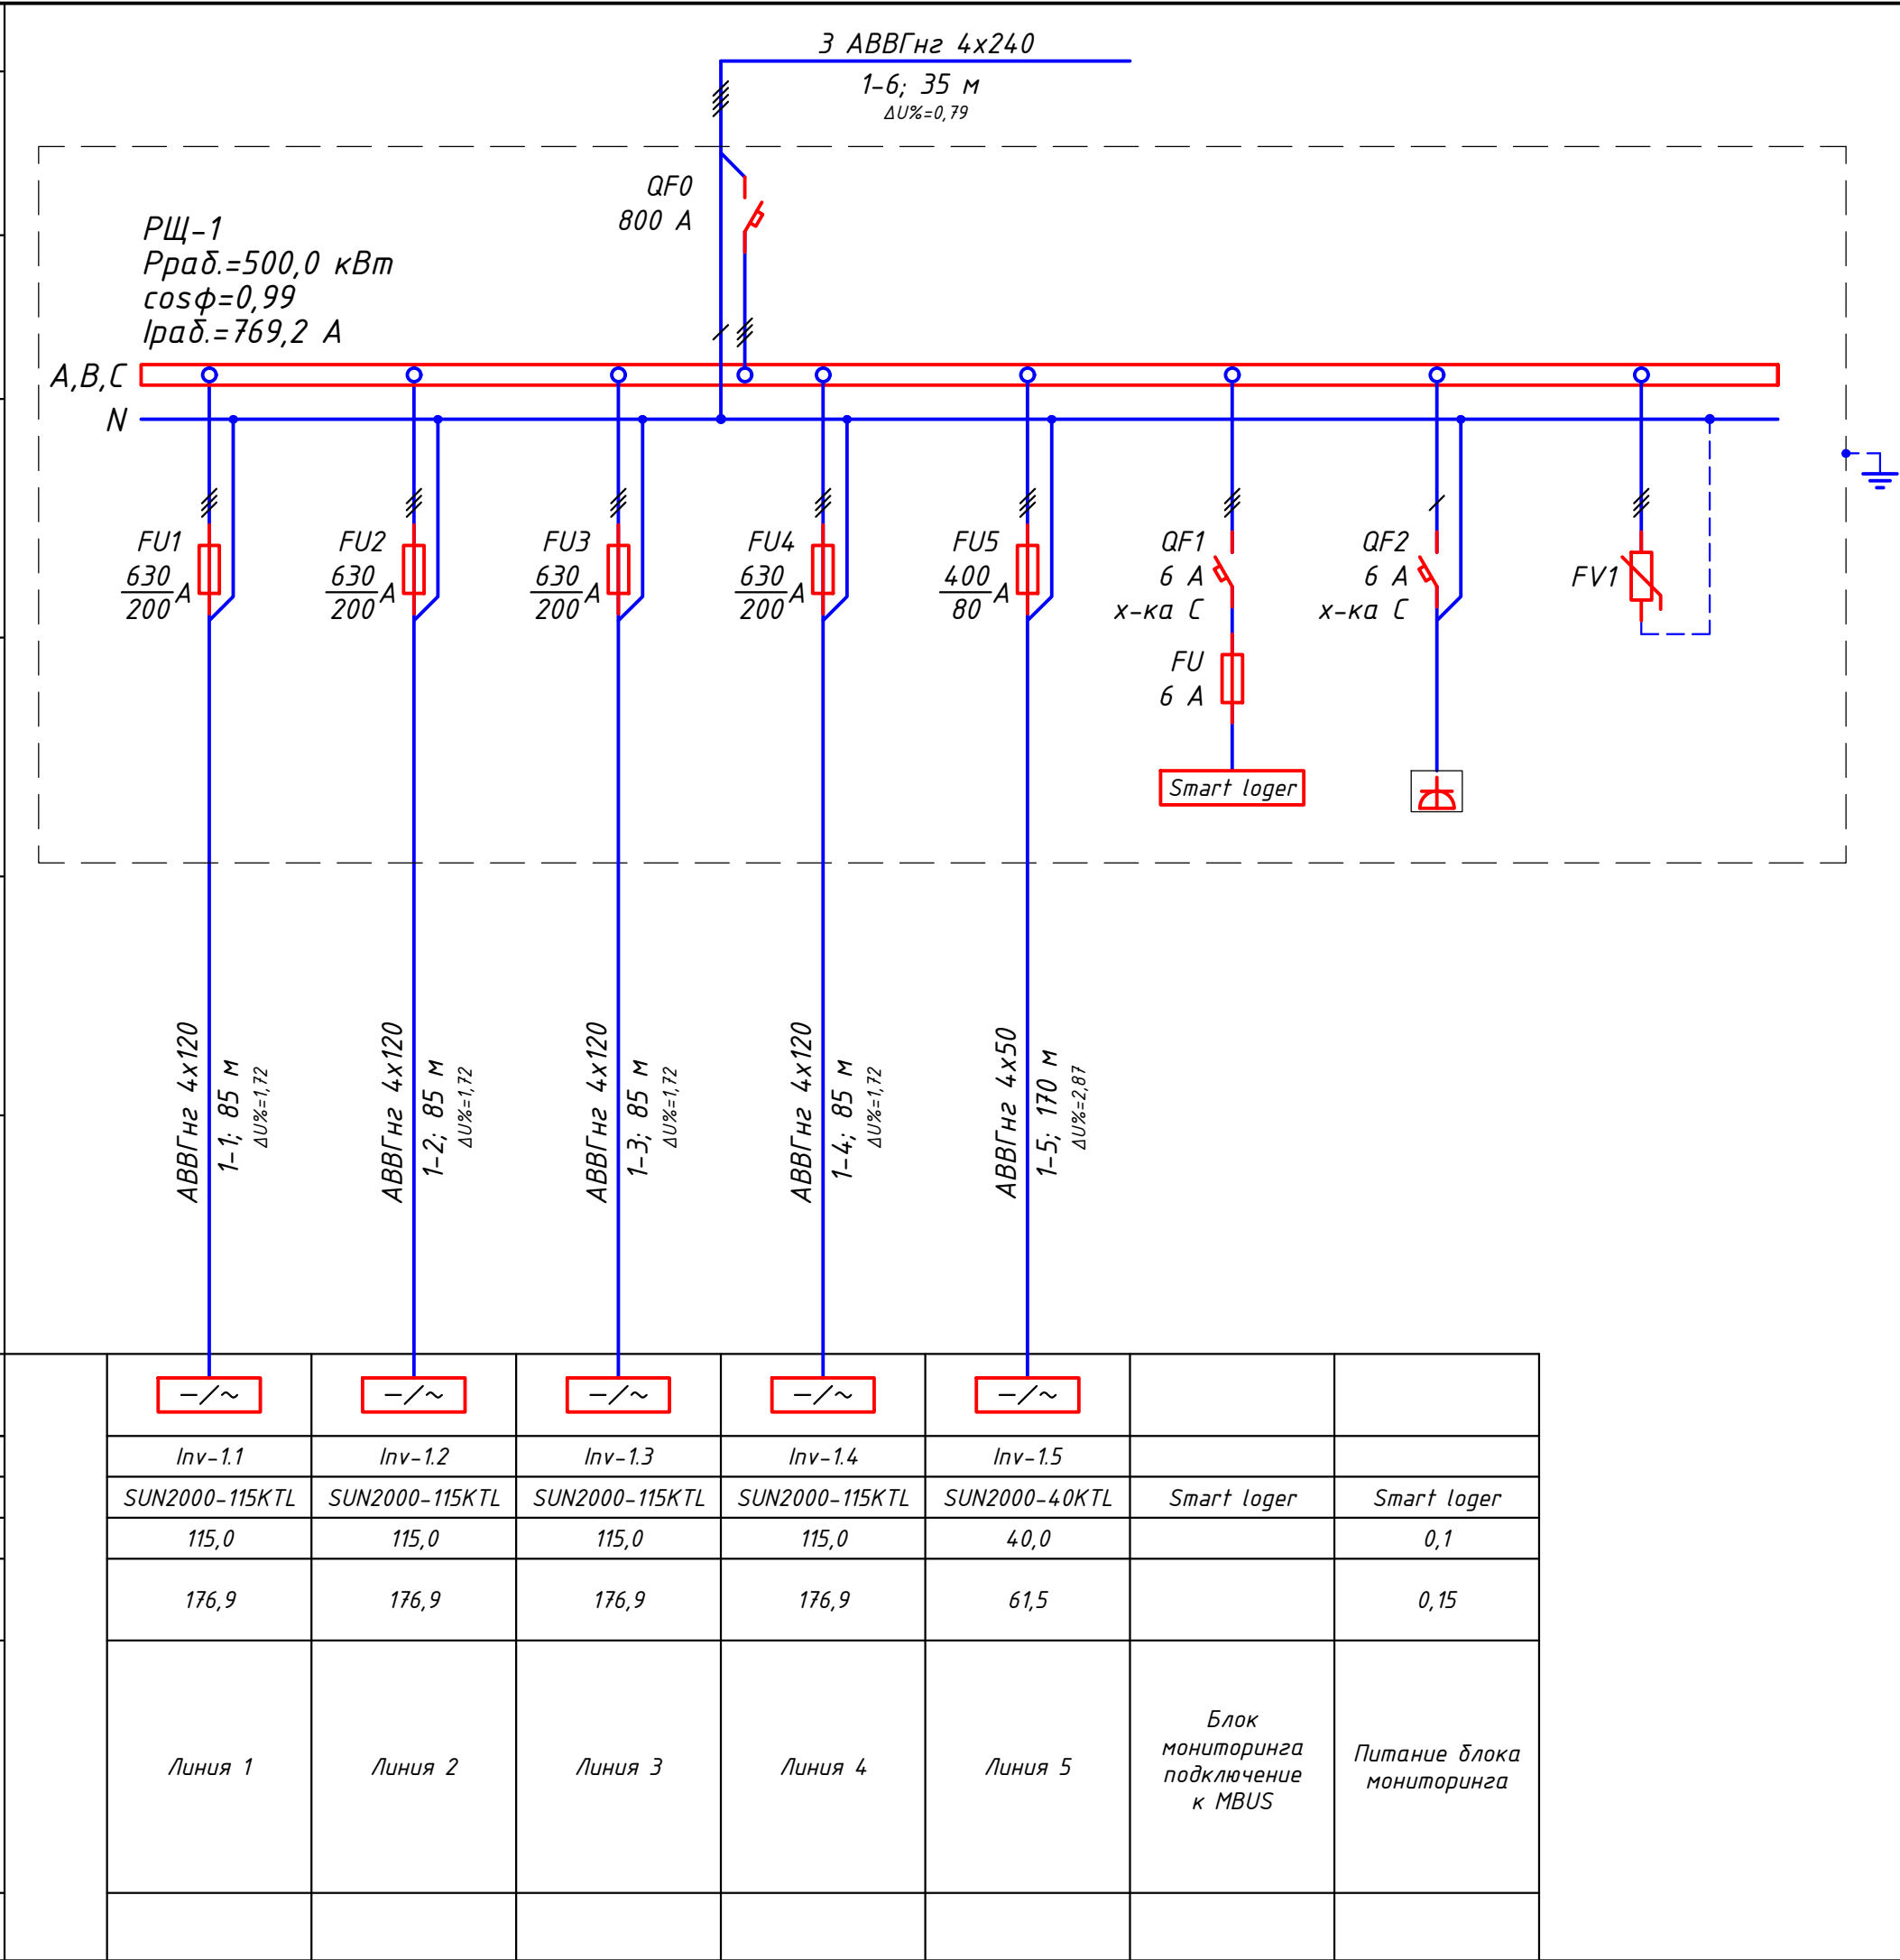 3 АВВГнг 4х240
1-6; 35 м
ΔU%=0,79
QF0
800 А
РЩ-1
Рраб.=500,0 кВт
cosφ=0,99
Iраб.=769,2 А
А,В,С
N
FU1
630
200
А
FU2
630
200
А
FU3
630
200
А
FU4
630
200
А
FU5
400
80
А
QF1
6 А
х-ка С
FU
6 А
Smart loger
QF2
6 А
х-ка С
FV1
АВВГнг 4х120
1-1; 85 м
ΔU%=1,72
АВВГнг 4х120
1-2; 85 м
ΔU%=1,72
АВВГнг 4х120
1-3; 85 м
ΔU%=1,72
АВВГнг 4х120
1-4; 85 м
ΔU%=1,72
АВВГнг 4х50
1-5; 170 м
ΔU%=2,87
-/~ -/~ -/~ -/~ -/~
Inv-1.1 Inv-1.2 Inv-1.3 Inv-1.4 Inv-1.5
SUN2000-115KTL SUN2000-115KTL SUN2000-115KTL SUN2000-115KTL SUN2000-40KTL Smart loger Smart loger
115,0 115,0 115,0 115,0 40,0 0,1
176,9 176,9 176,9 176,9 61,5 0,15
Линия 1
Линия 2
Линия 3
Линия 4
Линия 5
Блок
мониторинга
подключение
к MBUS
Питание блока
мониторинга